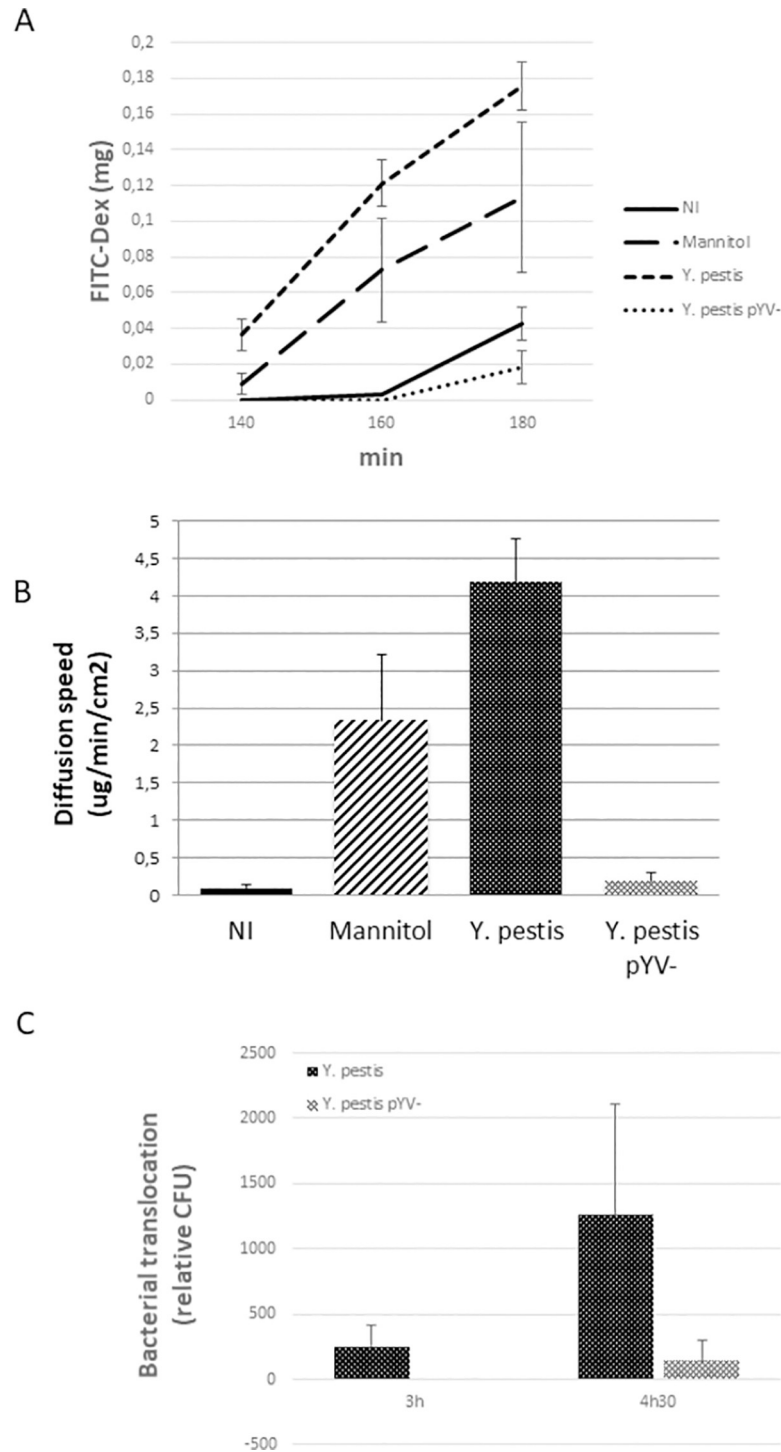 A
0,2
0,18
0,16
0,14
0,12
0,1
0,08
0,06
0,04
0,02
0
FITC-Dex (mg)
140 160 180
min
NI
Mannitol
Y. pestis
Y. pestis pYV-
B
5
4,5
4
3,5
3
2,5
2
1,5
1
0,5
0
Diffusion speed
(ug/min/cm2)
NI Mannitol Y. pestis Y. pestis
pYV-
C
2500
2000
1500
1000
500
0
-500
Bacterial translocation
(relative CFU)
Y. pestis
Y. pestis pYV-
3h 4h30